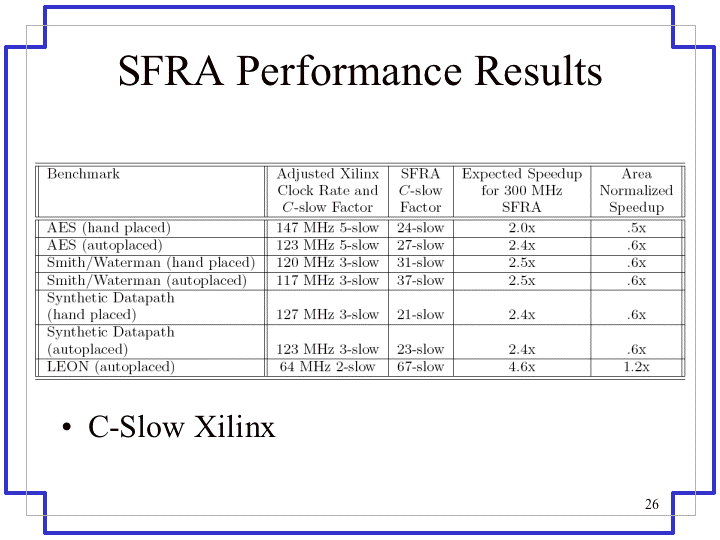 SFRA Performance Results
Benchmark Adjusted Xilinx SFRA Expected Speedup Area
Clock Rate and C-slow for 300 MHz Normalized
C-slow Factor Factor SFRA Speedup
AES (hand placed) 147 MHz 5-slow 24-slow 2.0x .5x
AES (autoplaced) 123 MHz 5-slow 27-slow 2.4x .6x
Smith/Waterman (hand placed) 120 MHz 3-slow 31-slow 2.5x .6x
Smith/Waterman (autoplaced) 117 MHz 3-slow 37-slow 2.5x .6x
Synthetic Datapath
(hand placed) 127 MHz 3-slow 21-slow 2.4x .6x
Synthetic Datapath
(autoplaced) 123 MHz 3-slow 23-slow 2.4x .6x
LEON (autoplaced) 64 MHz 2-slow 67-slow 4.6x 1.2x
• C-Slow Xilinx
26